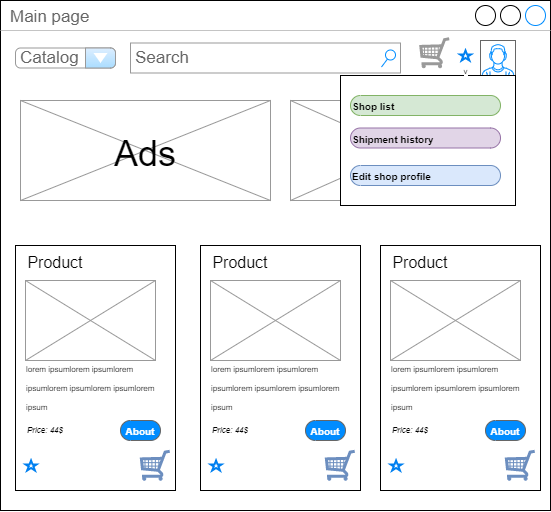 Main page
Catalog
Search
v
Shop list
Shipment history
Edit shop profile
Ads
Product
lorem ipsumlorem ipsumlorem
ipsumlorem ipsumlorem ipsumlorem
ipsum
Price: 44$
About
Product
lorem ipsumlorem ipsumlorem
ipsumlorem ipsumlorem ipsumlorem
ipsum
Price: 44$
About
Product
lorem ipsumlorem ipsumlorem
ipsumlorem ipsumlorem ipsumlorem
ipsum
Price: 44$
About